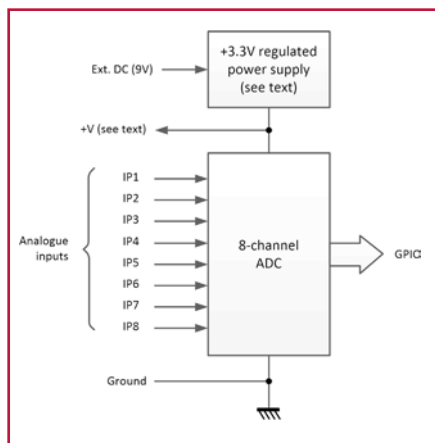 +3.3V regulated
power supply
(see text)
Ext. DC (9V)
+V (see text)
IP1
IP2
IP3
IP4
IP5
IP6
IP7
IP8
Analogue
inputs
8-channel
ADC
GPIO
Ground